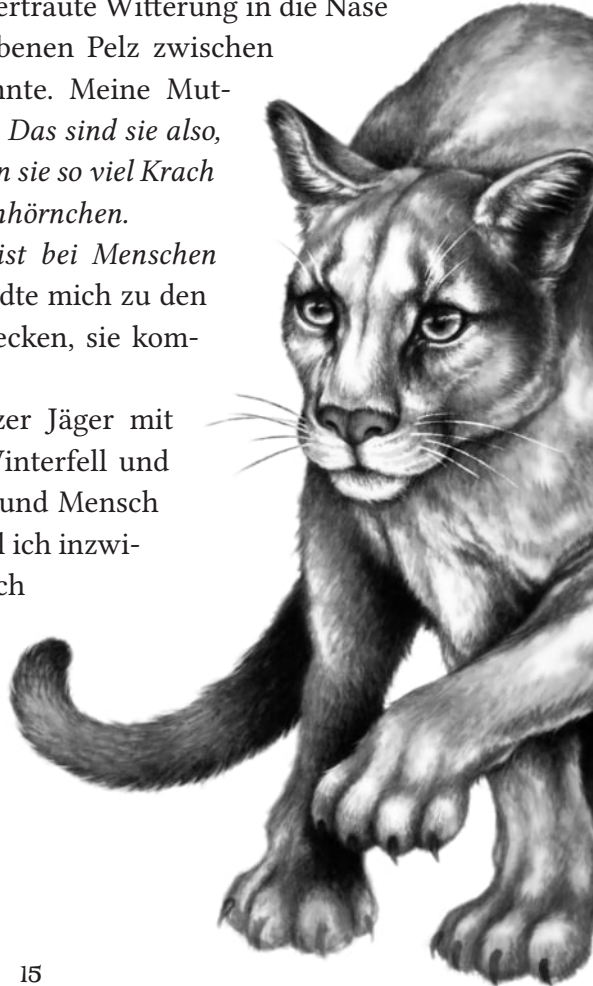 ertraute Witterung in die Nase
benen Pelz zwischen
nnte. Meine Mut-
Das sind sie also,
n sie so viel Krach
nhörnchen.
ist bei Menschen
dte mich zu den
ecken, sie kom-
zer Jäger mit
Winterfell und
und Mensch
l ich inzwi-
ch
15